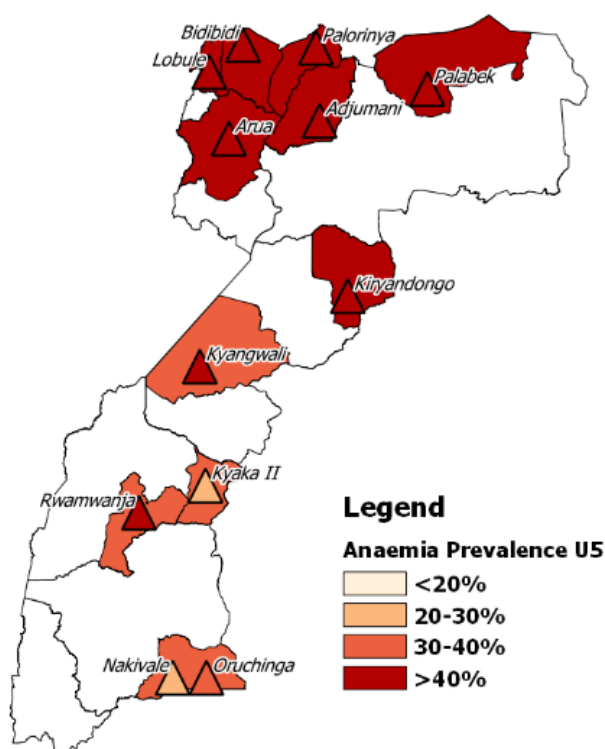 Bidibidi
Palorinya
Lobule
Palabek
Adjumani
Arua
Kiryandongo
Kyangwali
Kyaka II
Rwamwanja
Nakivale
Oruchinga
Legend
Anaemia Prevalence U5
<20%
20-30%
30-40%
>40%